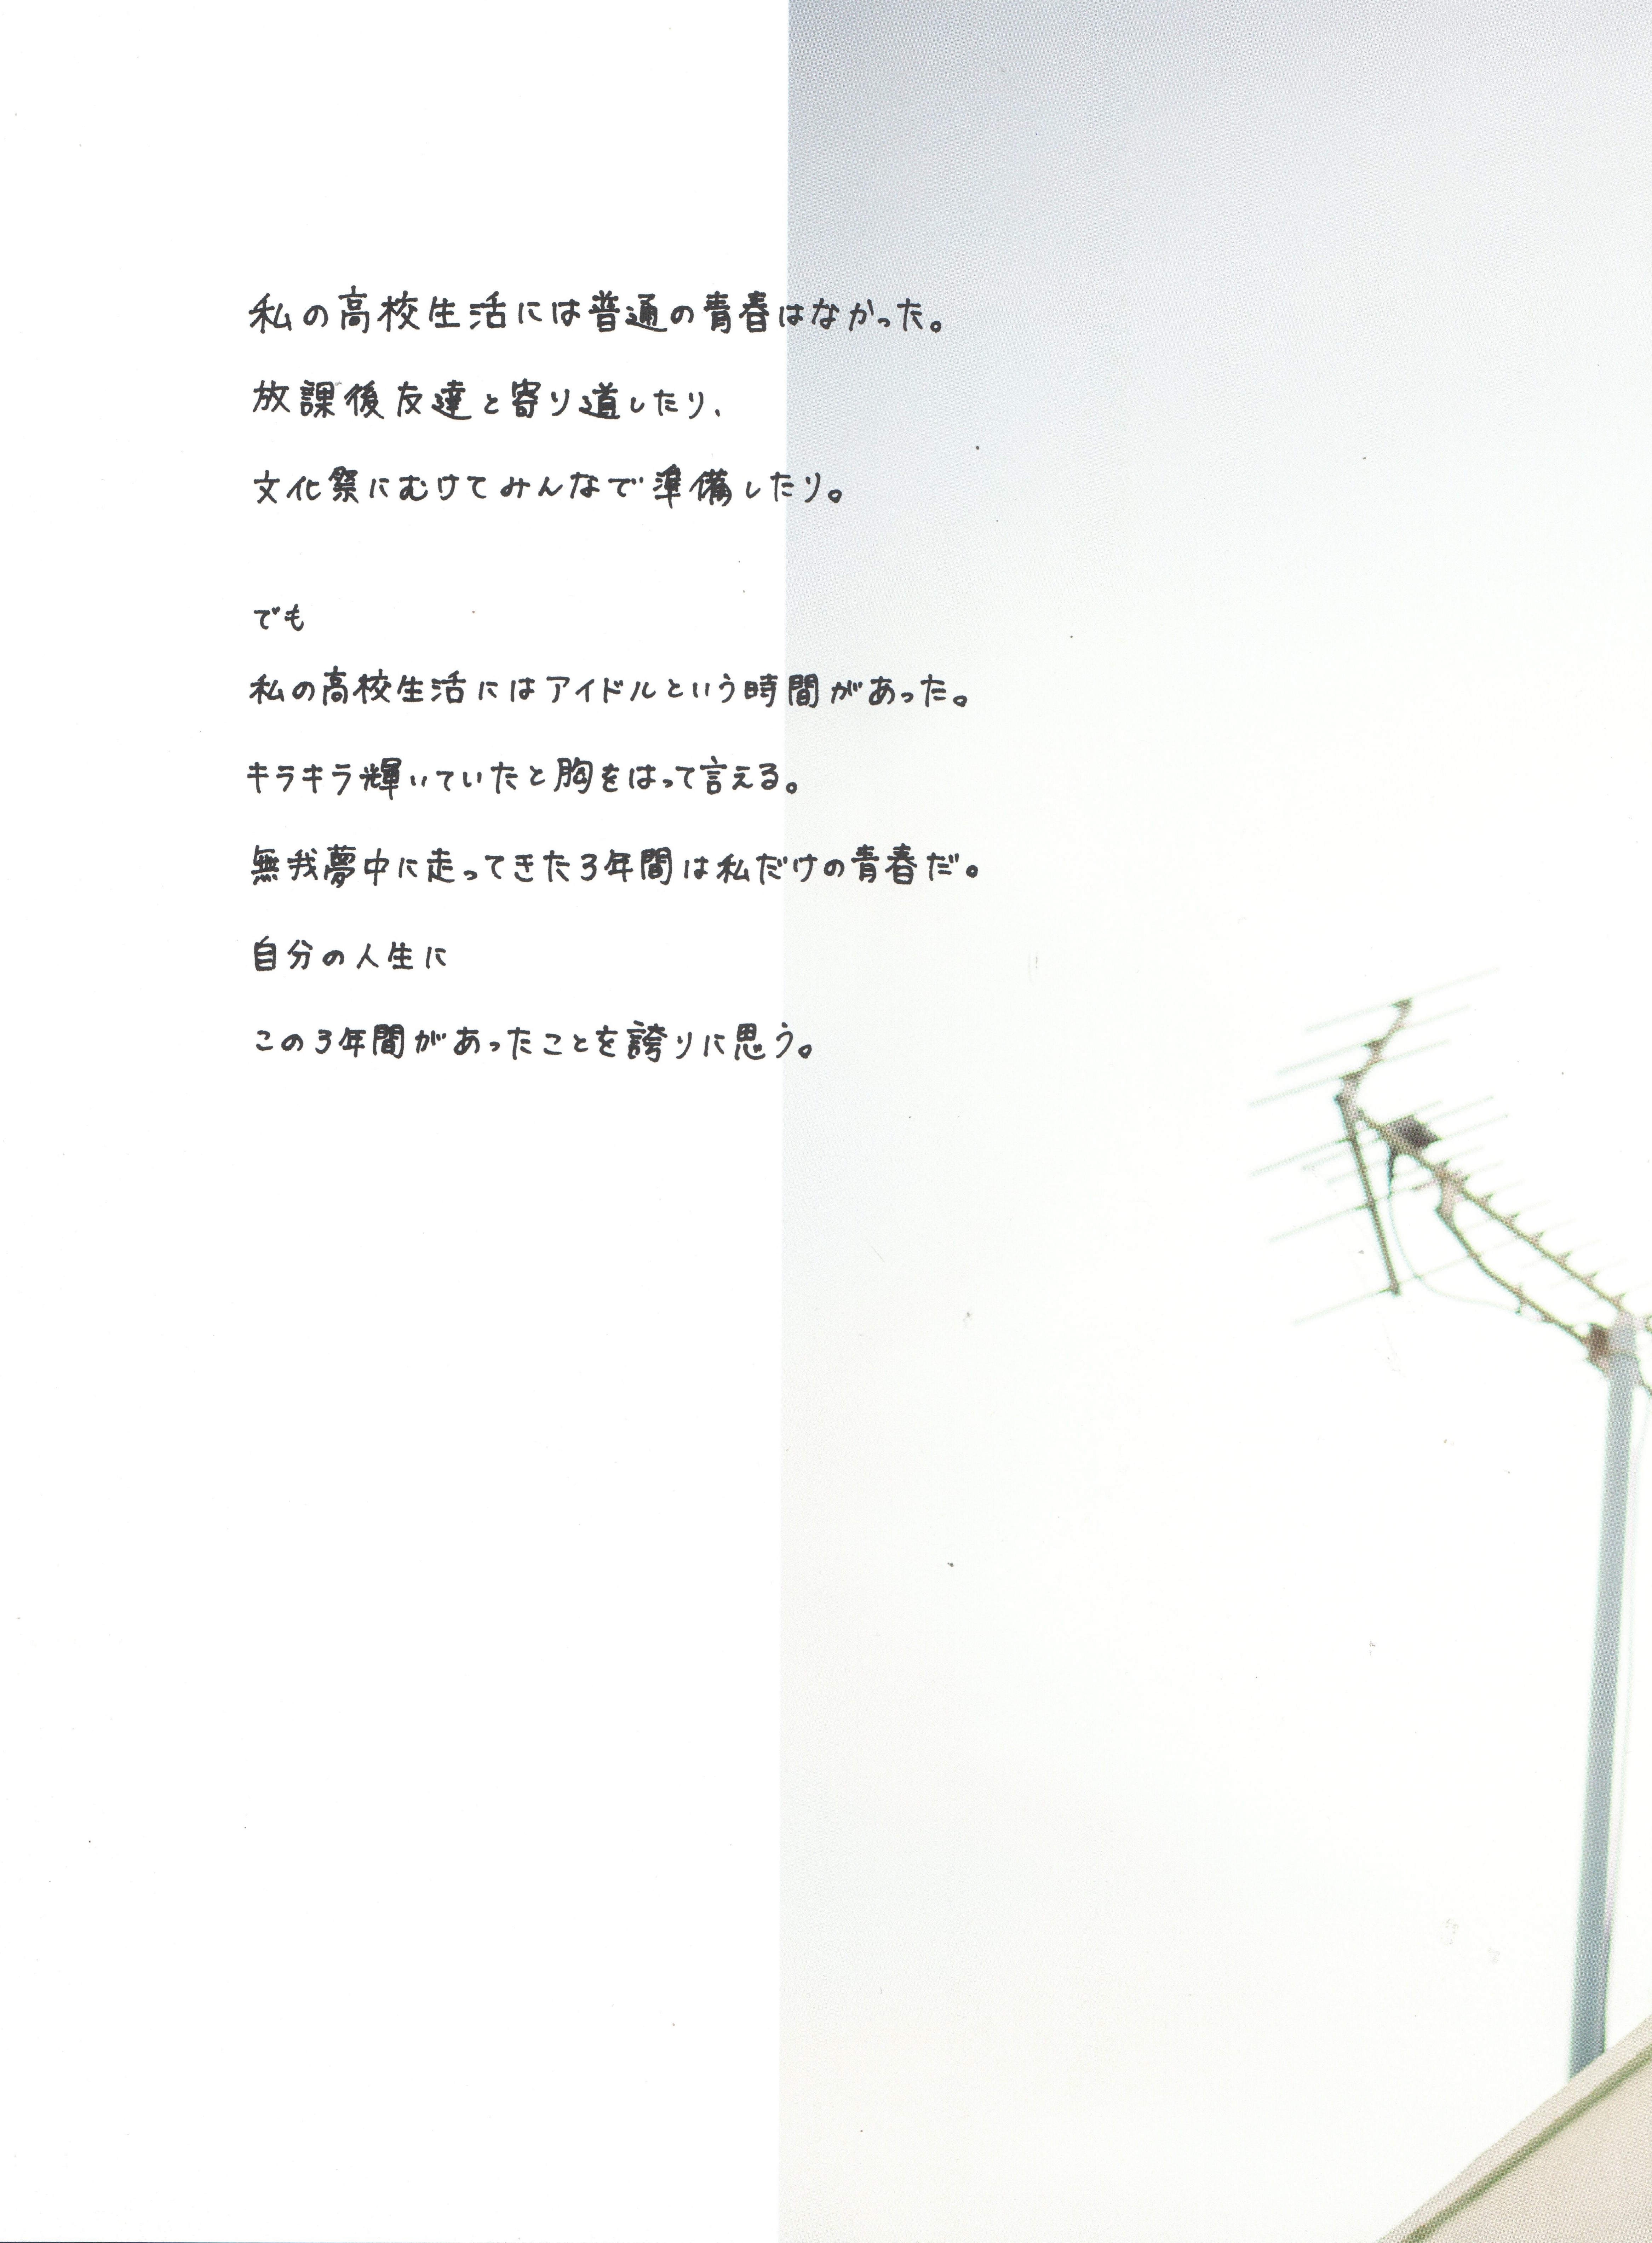 私の高校生活には普通の青春はなかった。
放課後友達と寄り道したり、
文化祭にむけてみんなで準備したり。
でも
私の高校生活にはアイドルという時間があった。
キラキラ輝いていたと胸をはって言える。
無我夢中に走ってきた3年間は私だけの青春だ。
自分の人生に
この3年間があったことを誇りに思う。